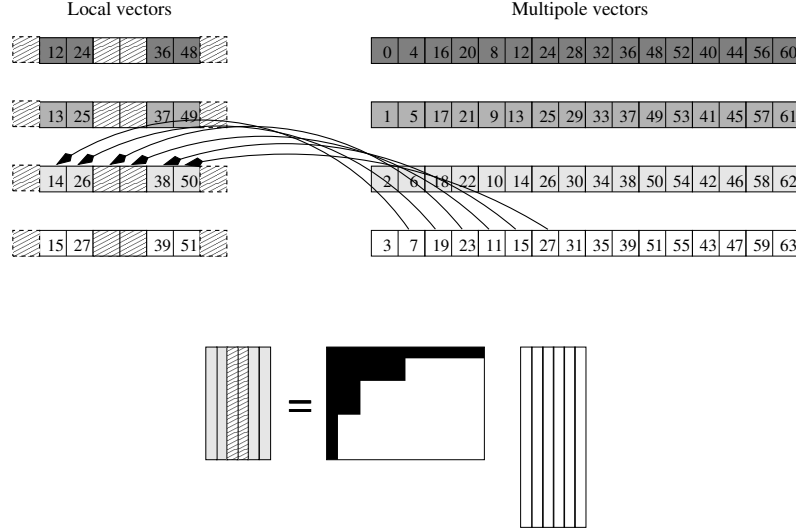 Local vectors Multipole vectors
12 24 36 48 0 4 16 20 8 12 24 28 32 36 48 52 40 44 56 60
13 25 37 49 1 5 17 21 9 13 25 29 33 37 49 53 41 45 57 61
14 26 38 50 2 6 18 22 10 14 26 30 34 38 50 54 42 46 58 62
15 27 39 51 3 7 19 23 11 15 27 31 35 39 51 55 43 47 59 63
=